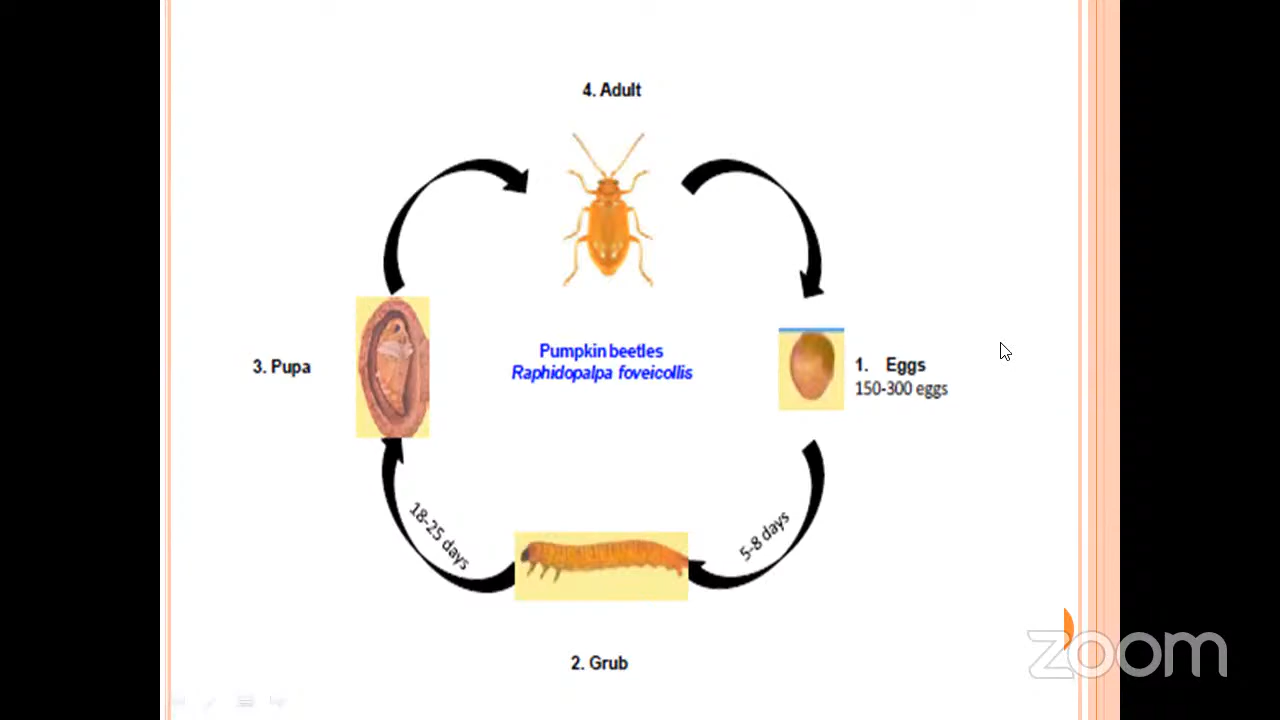 4. Adult
3. Pupa
Pumpkin beetles
Raphidopalpa foveicollis
1. Eggs
150-300 eggs
18-25 days
5-8 days
2. Grub
zoom